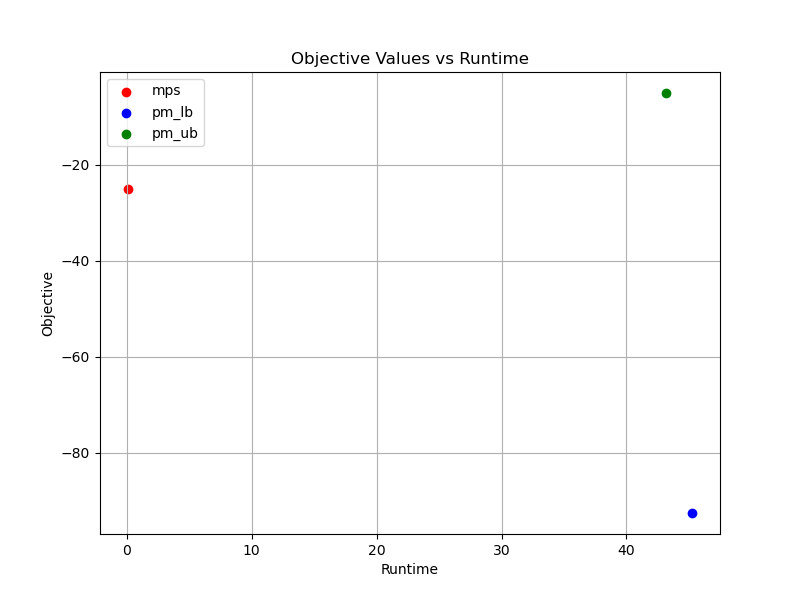 Objective Values vs Runtime
mps
pm_lb
pm_ub
−20
−40
−60
−80
Objective
0 10 20 30 40
Runtime